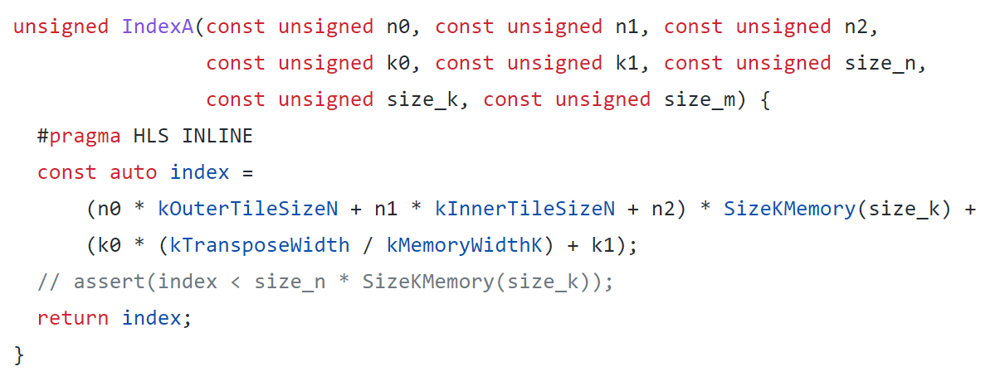 unsigned IndexA(const unsigned n0, const unsigned n1, const unsigned n2,
                const unsigned k0, const unsigned k1, const unsigned size_n,
                const unsigned size_k, const unsigned size_m) {
  #pragma HLS INLINE
  const auto index =
      (n0 * kOuterTileSizeN + n1 * kInnerTileSizeN + n2) * SizeKMemory(size_k) +
      (k0 * (kTransposeWidth / kMemoryWidthK) + k1);
  // assert(index < size_n * SizeKMemory(size_k));
  return index;
}